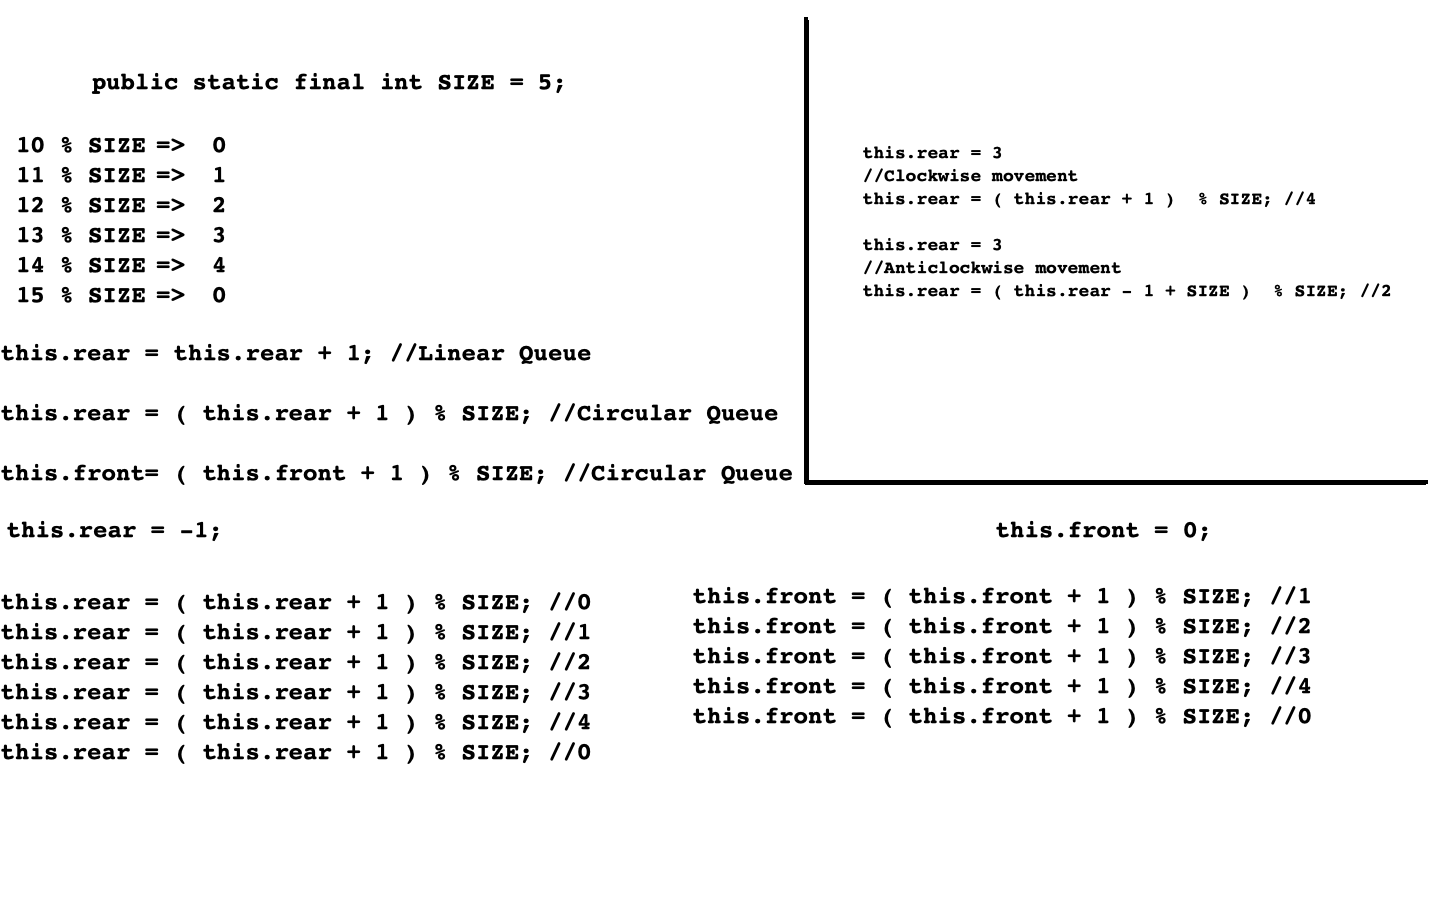 public static final int SIZE = 5;
10 % SIZE => 0
11 % SIZE => 1
12 % SIZE => 2
13 % SIZE => 3
14 % SIZE => 4
15 % SIZE => 0
this.rear = this.rear + 1; //Linear Queue
this.rear = ( this.rear + 1 ) % SIZE; //Circular Queue
this.front= ( this.front + 1 ) % SIZE; //Circular Queue
this.rear = 3
//Clockwise movement
this.rear = ( this.rear + 1 ) % SIZE; //4
this.rear = 3
//Anticlockwise movement
this.rear = ( this.rear - 1 + SIZE ) % SIZE; //2
this.rear = -1;
this.rear = ( this.rear + 1 ) % SIZE; //0
this.rear = ( this.rear + 1 ) % SIZE; //1
this.rear = ( this.rear + 1 ) % SIZE; //2
this.rear = ( this.rear + 1 ) % SIZE; //3
this.rear = ( this.rear + 1 ) % SIZE; //4
this.rear = ( this.rear + 1 ) % SIZE; //0
this.front = 0;
this.front = ( this.front + 1 ) % SIZE; //1
this.front = ( this.front + 1 ) % SIZE; //2
this.front = ( this.front + 1 ) % SIZE; //3
this.front = ( this.front + 1 ) % SIZE; //4
this.front = ( this.front + 1 ) % SIZE; //0